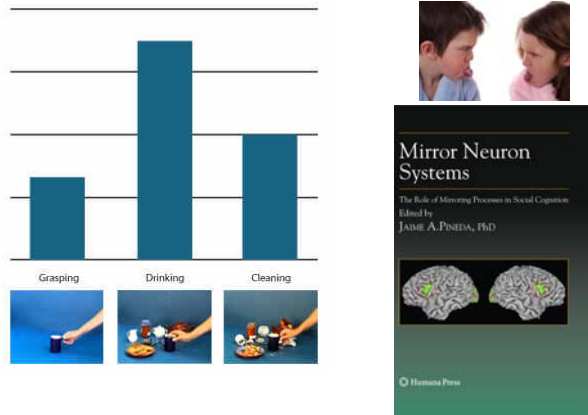 Grasping
Drinking
Cleaning
Mirror Neuron
Systems
The Role of Mirroring Processes in Social Cognition
Edited by
JAIME A.PINEDA, PhD
Humana Press